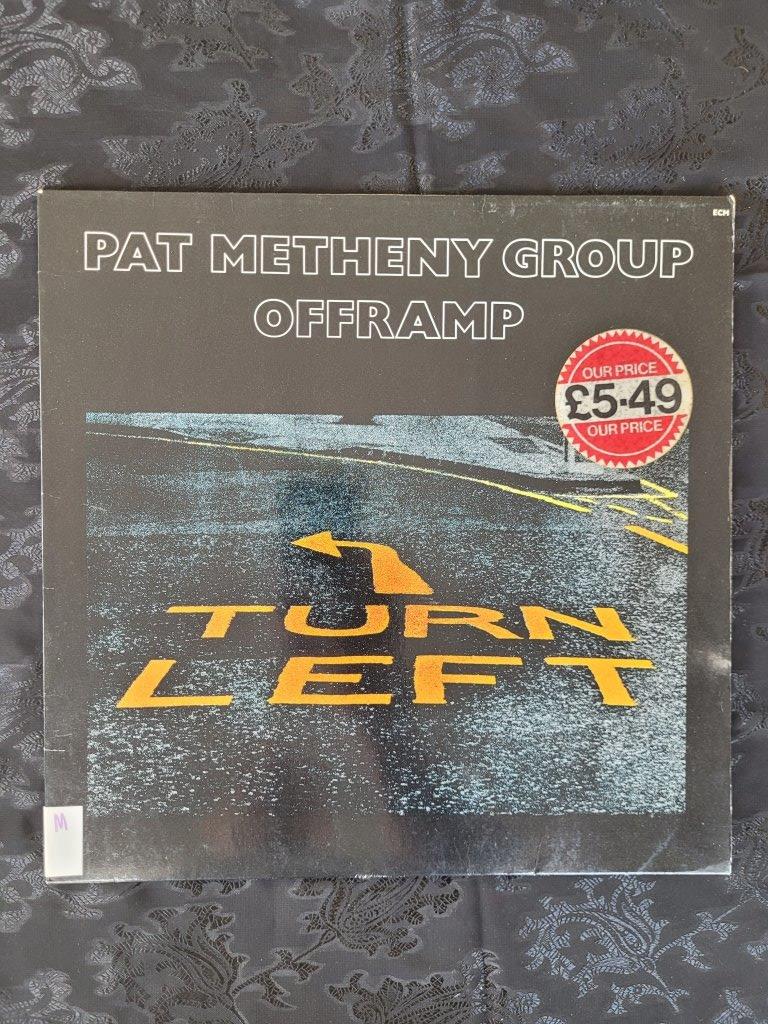 ECM
PAT METHENY GROUP
OFFRAMP
OUR PRICE
£5·49
OUR PRICE
TURN
LEFT
M